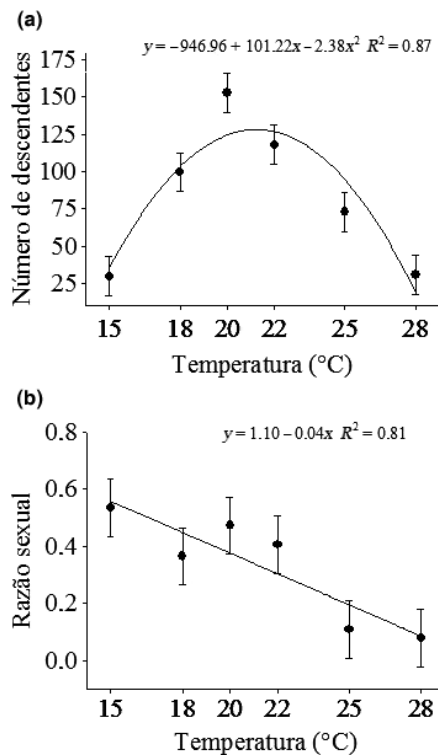 (a)
y = −946.96 + 101.22x − 2.38x² R² = 0.87
175
150
125
100
75
50
25
Número de descendentes
15 18 20 22 25 28
Temperatura (°C)
(b)
y = 1.10 − 0.04x R² = 0.81
0.8
0.6
0.4
0.2
0.0
Razão sexual
15 18 20 22 25 28
Temperatura (°C)